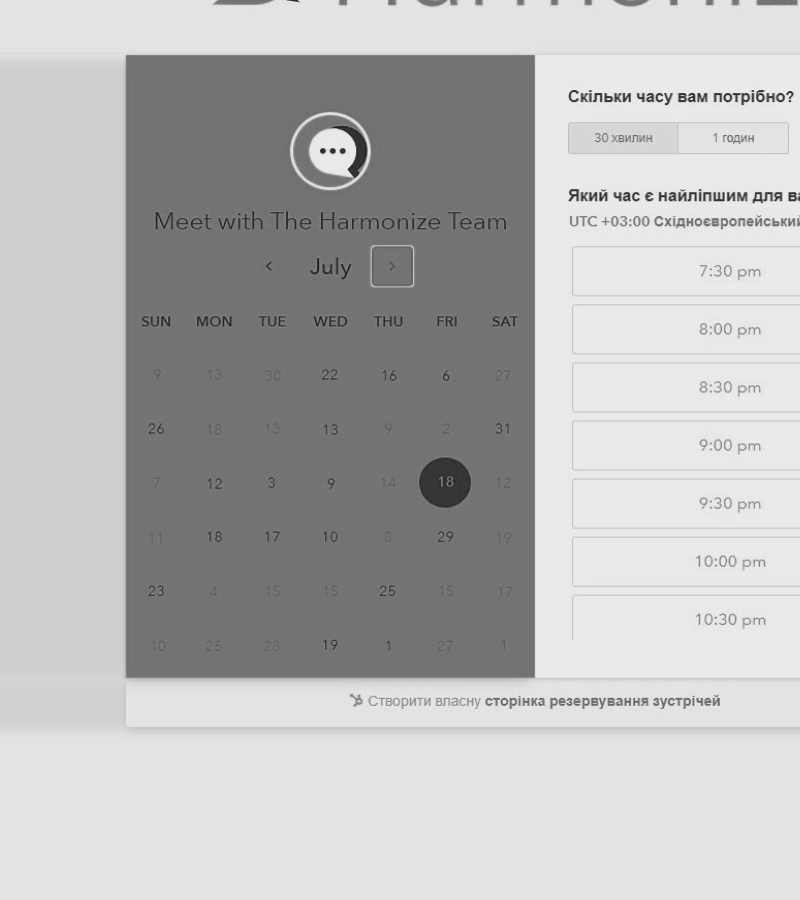 Harmoniz
Meet with The Harmonize Team
July
SUN MON TUE WED THU FRI SAT
9 13 30 22 16 6 27
26 18 13 13 9 2 31
7 12 3 9 14 18 12
11 18 17 10 8 29 19
23 4 15 15 25 15 17
10 25 28 19 1 27 1
Скільки часу вам потрібно?
30 хвилин 1 годин
Який час є найліпшим для ва
UTC +03:00 Східноєвропейський
7:30 pm
8:00 pm
8:30 pm
9:00 pm
9:30 pm
10:00 pm
10:30 pm
Створити власну сторінка резервування зустрічей